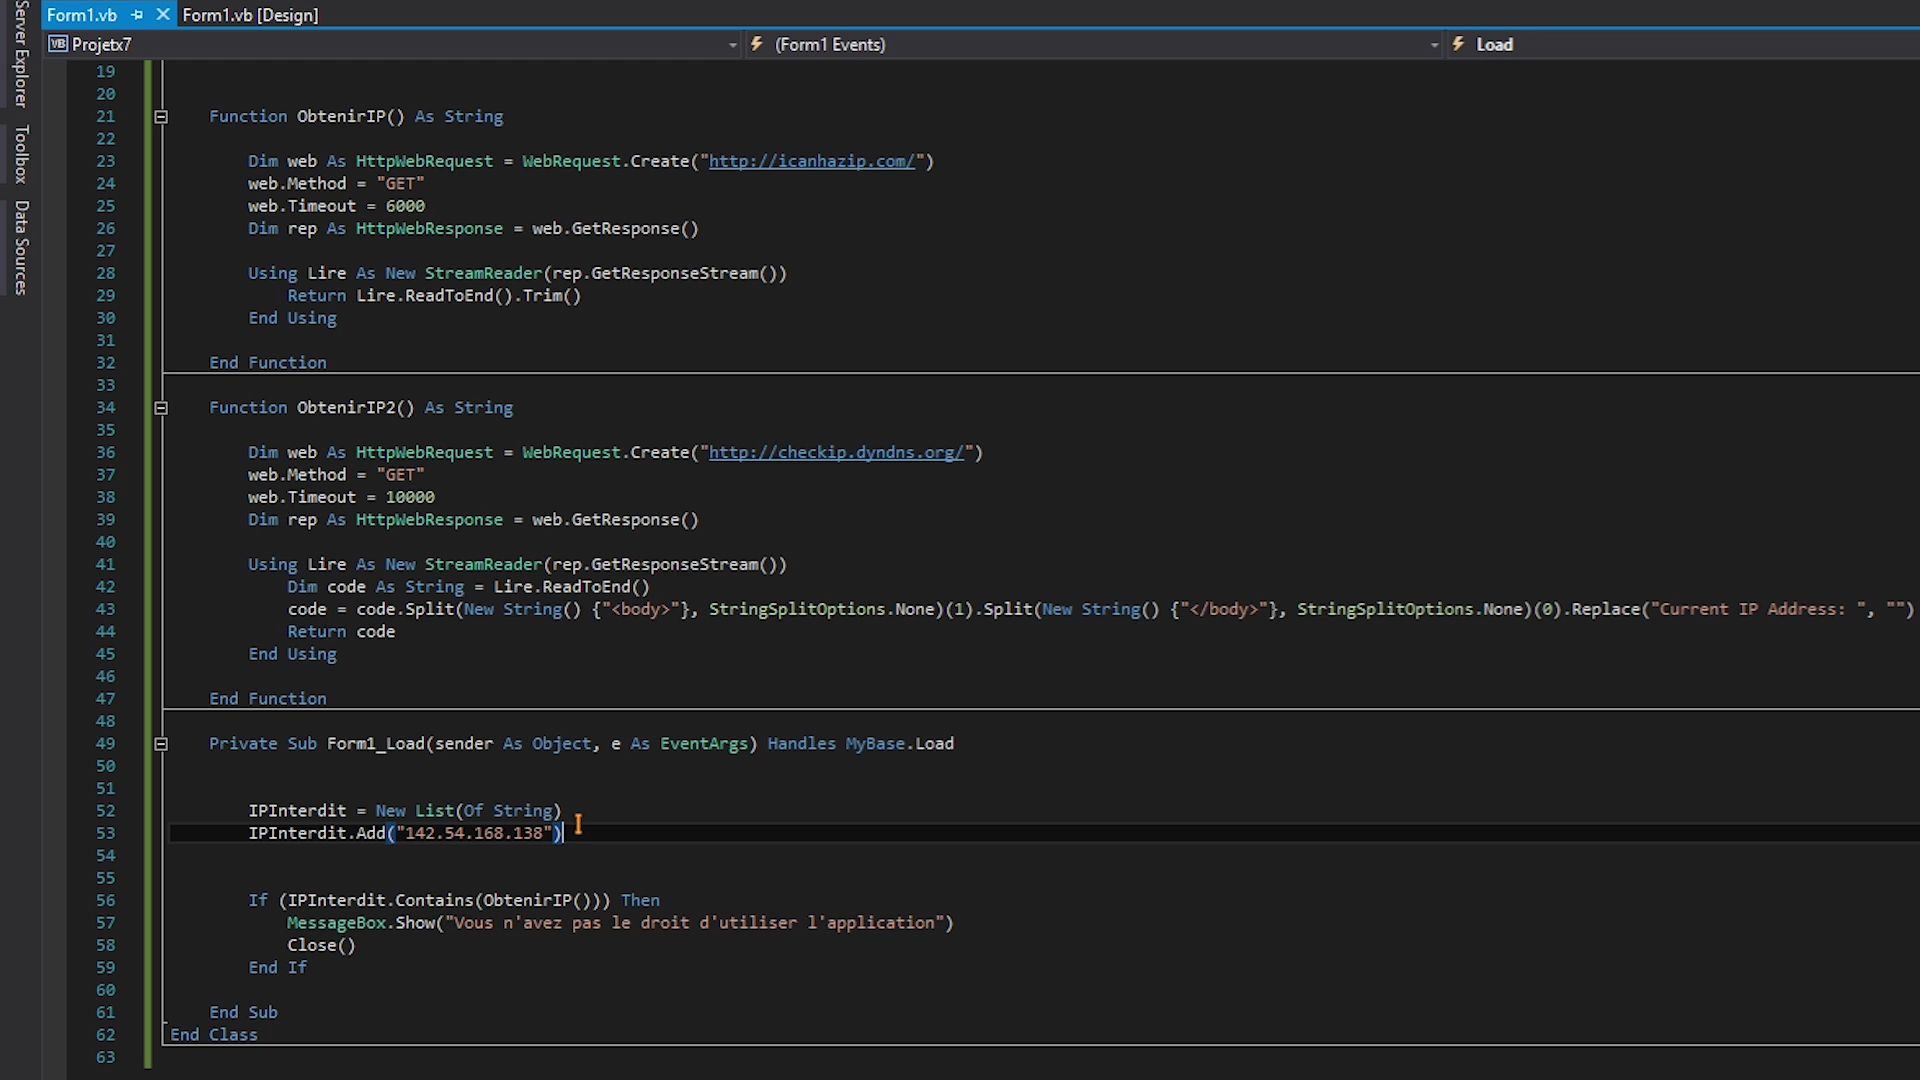 Server Explorer
Toolbox
Data Sources
Form1.vb
Form1.vb [Design]
VB Projetx7
(Form1 Events)
Load
19
20
21 Function ObtenirIP() As String
22
23 Dim web As HttpWebRequest = WebRequest.Create("http://icanhazip.com/")
24 web.Method = "GET"
25 web.Timeout = 6000
26 Dim rep As HttpWebResponse = web.GetResponse()
27
28 Using Lire As New StreamReader(rep.GetResponseStream())
29 Return Lire.ReadToEnd().Trim()
30 End Using
31
32 End Function
33
34 Function ObtenirIP2() As String
35
36 Dim web As HttpWebRequest = WebRequest.Create("http://checkip.dyndns.org/")
37 web.Method = "GET"
38 web.Timeout = 10000
39 Dim rep As HttpWebResponse = web.GetResponse()
40
41 Using Lire As New StreamReader(rep.GetResponseStream())
42 Dim code As String = Lire.ReadToEnd()
43 code = code.Split(New String() {"<body>"}, StringSplitOptions.None)(1).Split(New String() {"</body>"}, StringSplitOptions.None)(0).Replace("Current IP Address: ", "")
44 Return code
45 End Using
46
47 End Function
48
49 Private Sub Form1_Load(sender As Object, e As EventArgs) Handles MyBase.Load
50
51
52 IPInterdit = New List(Of String)
53 IPInterdit.Add("142.54.168.138")
54
55
56 If (IPInterdit.Contains(ObtenirIP())) Then
57 MessageBox.Show("Vous n'avez pas le droit d'utiliser l'application")
58 Close()
59 End If
60
61 End Sub
62 End Class
63